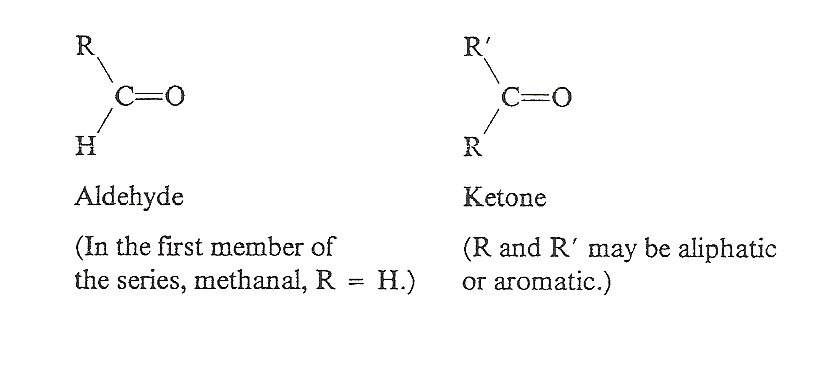 R R′
C=O C=O
H R
Aldehyde Ketone
(In the first member of
the series, methanal, R = H.)
(R and R′ may be aliphatic
or aromatic.)